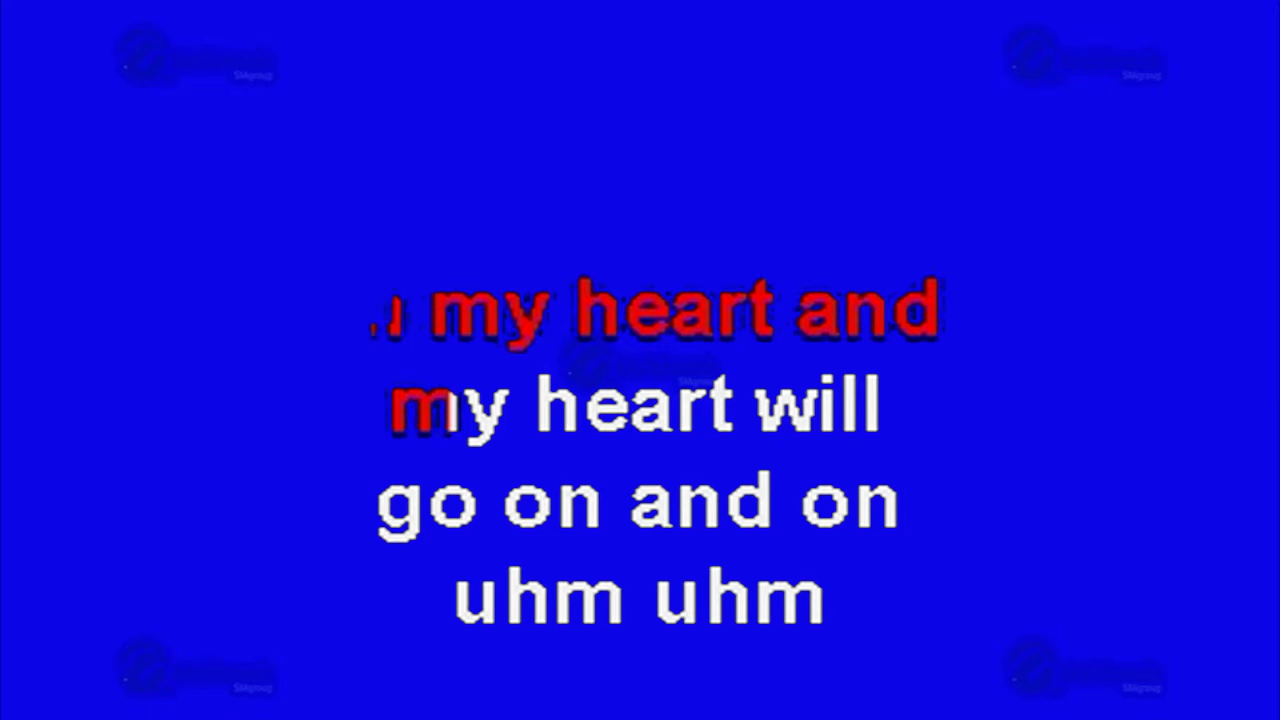 my heart and
my heart will
go on and on
uhm uhm